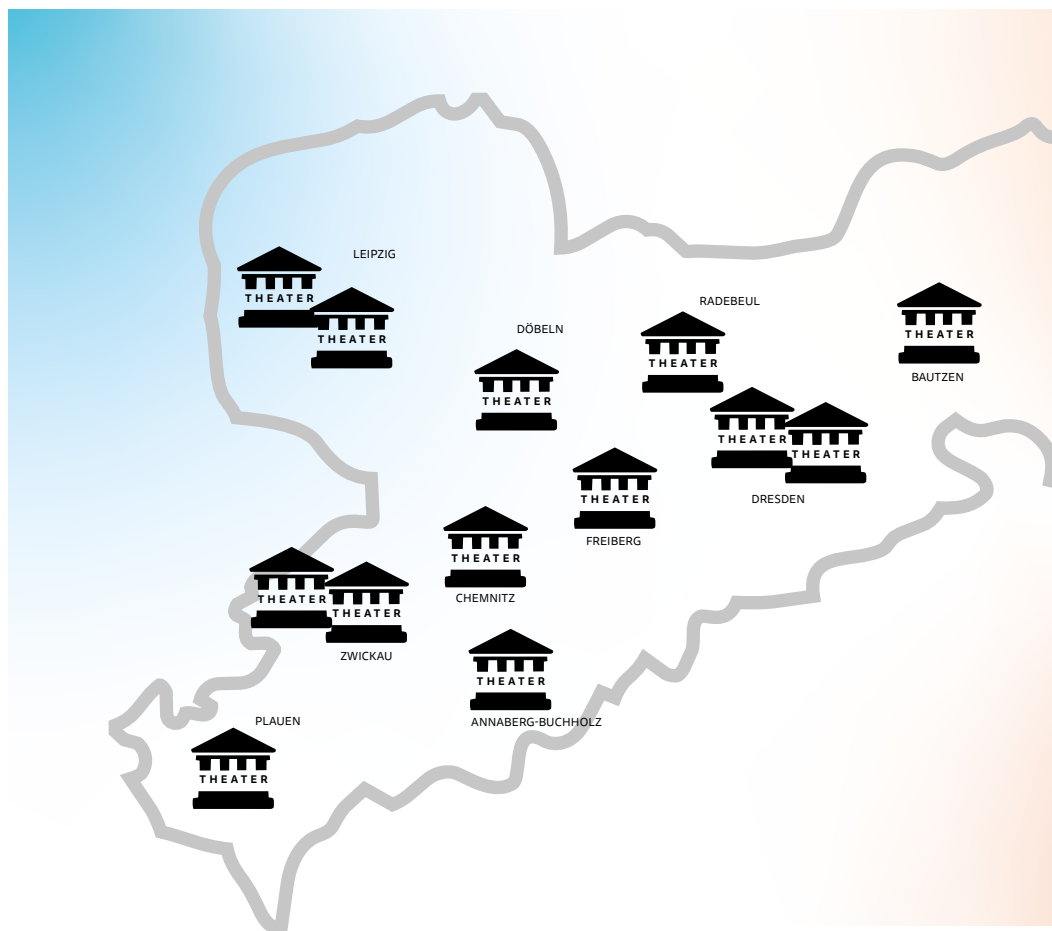 LEIPZIG
THEATER
THEATER
RADEBEUL
THEATER
THEATER
BAUTZEN
DÖBELN
THEATER
THEATER
THEATER
DRESDEN
THEATER
FREIBERG
THEATER
CHEMNITZ
THEATER
THEATER
ZWICKAU
THEATER
ANNABERG-BUCHHOLZ
PLAUEN
THEATER